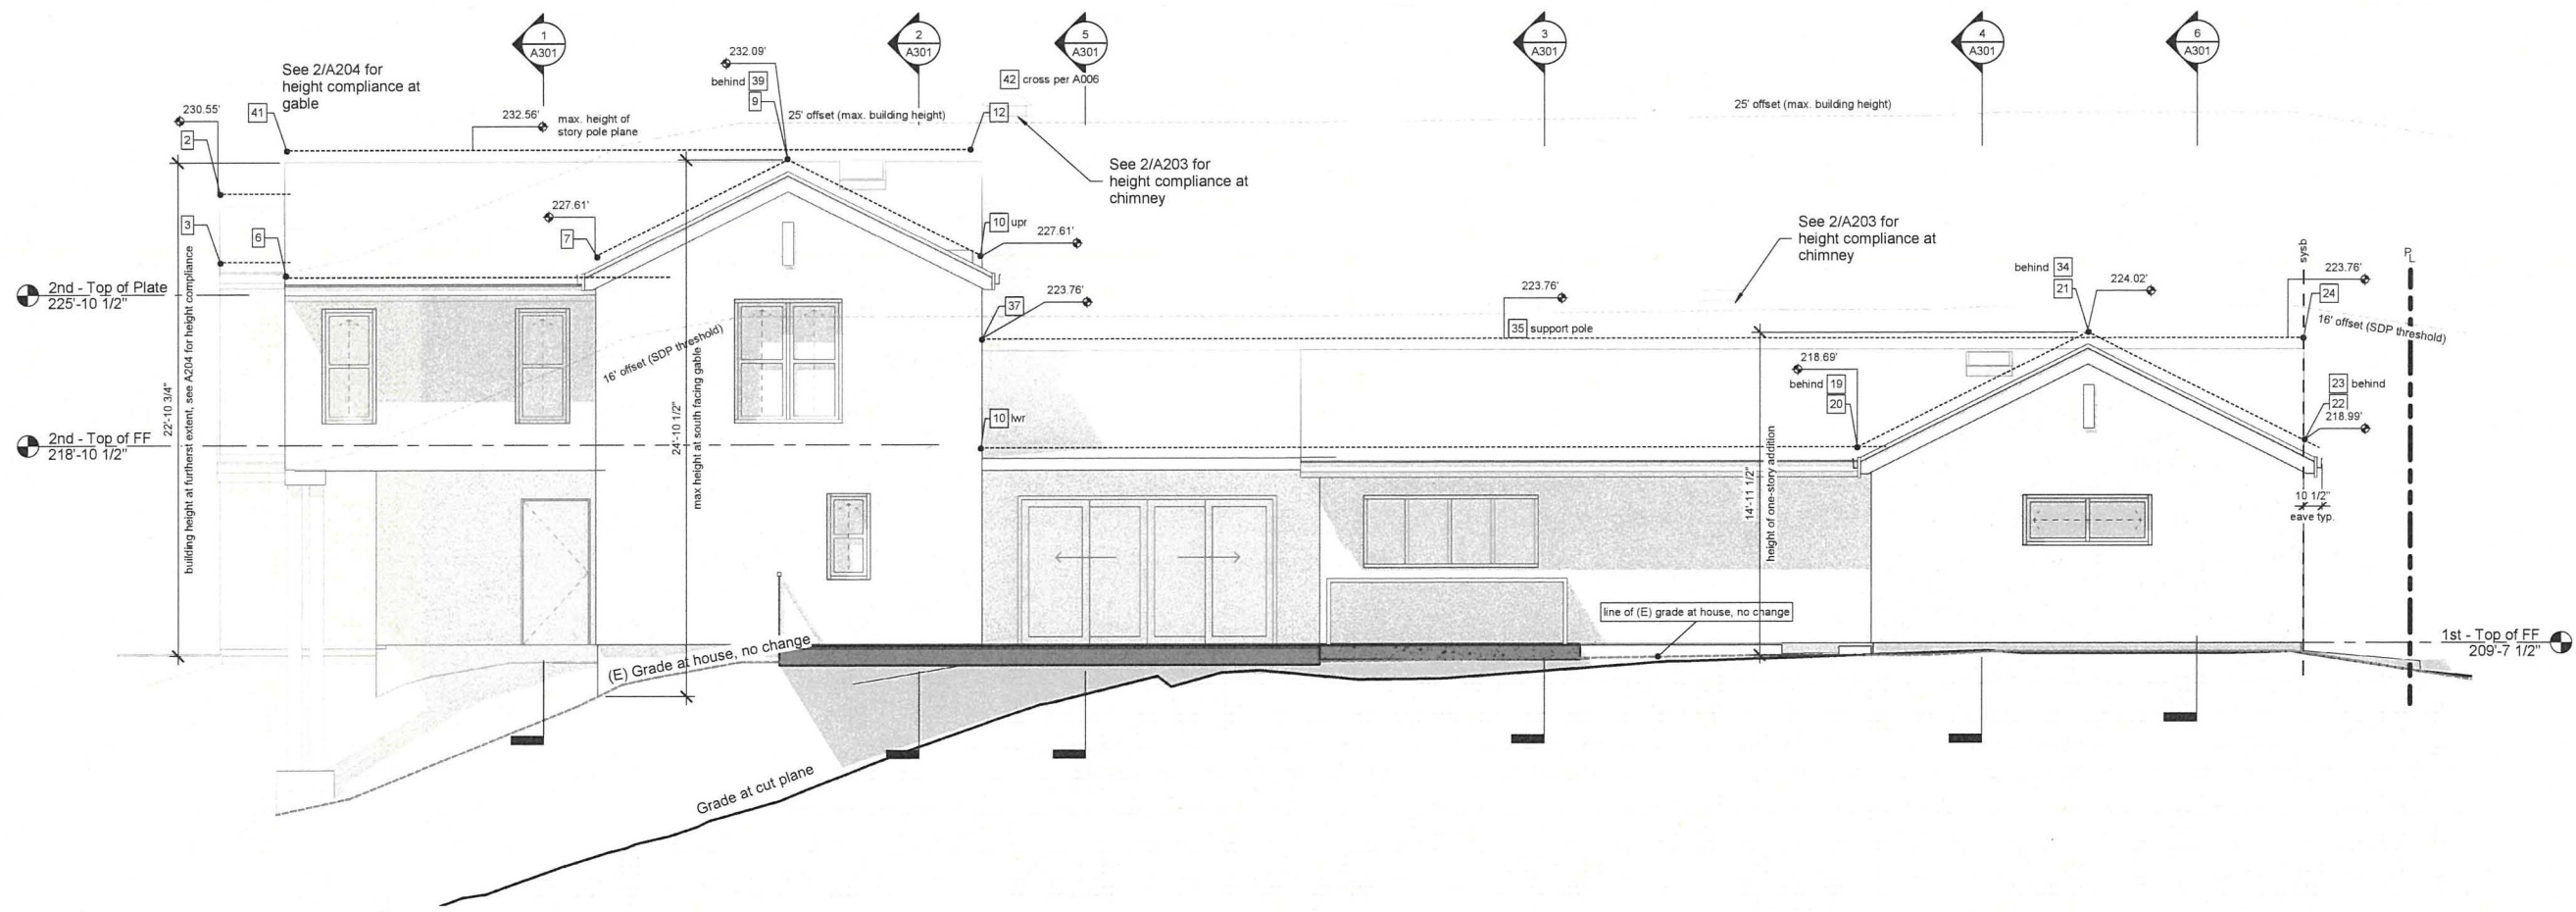 1
A301
2
A301
5
A301
3
A301
4
A301
6
A301
See 2/A204 for
height compliance at
gable
232.09'
behind 39
9
42 cross per A006
230.55'
41
2
232.56'
max. height of
story pole plane
25' offset (max. building height)
12
25' offset (max. building height)
See 2/A203 for
height compliance at
chimney
227.61'
3
6
7
10 upr
227.61'
See 2/A203 for
height compliance at
chimney
sysb
PL
2nd - Top of Plate
225'-10 1/2"
223.76'
37
223.76'
35 support pole
behind 34
21
224.02'
223.76'
24
16' offset (SDP threshold)
16' offset (SDP threshold)
218.69'
behind 19
20
23 behind
22
218.99'
10 lwr
2nd - Top of FF
218'-10 1/2"
22'-10 3/4"
building height at furtherst extent, see A204 for height compliance
24'-10 1/2"
max height at south facing gable
14'-11 1/2"
height of one-story addition
10 1/2"
eave typ.
line of (E) grade at house, no change
(E) Grade at house, no change
1st - Top of FF
209'-7 1/2"
Grade at cut plane